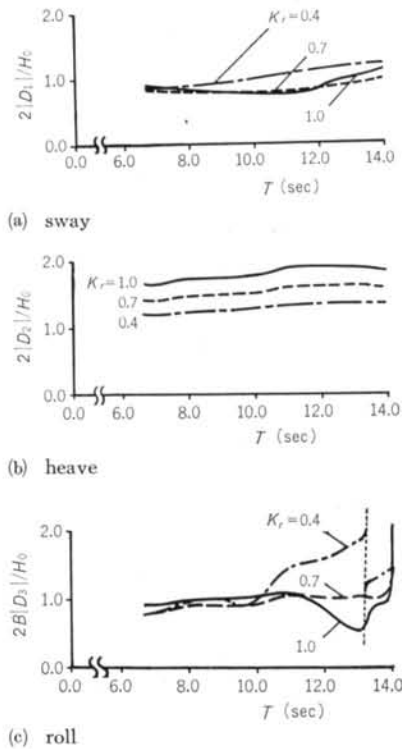 K_r = 0.4
0.7
1.0
2|D_1|/H_0
2.0
1.0
0.0
0.0 6.0 8.0 10.0 12.0 14.0
T (sec)
(a) sway
K_r = 1.0
0.7
0.4
2|D_2|/H_0
2.0
1.0
0.0
0.0 6.0 8.0 10.0 12.0 14.0
T (sec)
(b) heave
K_r = 0.4
0.7
1.0
2B|D_3|/H_0
2.0
1.0
0.0
0.0 6.0 8.0 10.0 12.0 14.0
T (sec)
(c) roll